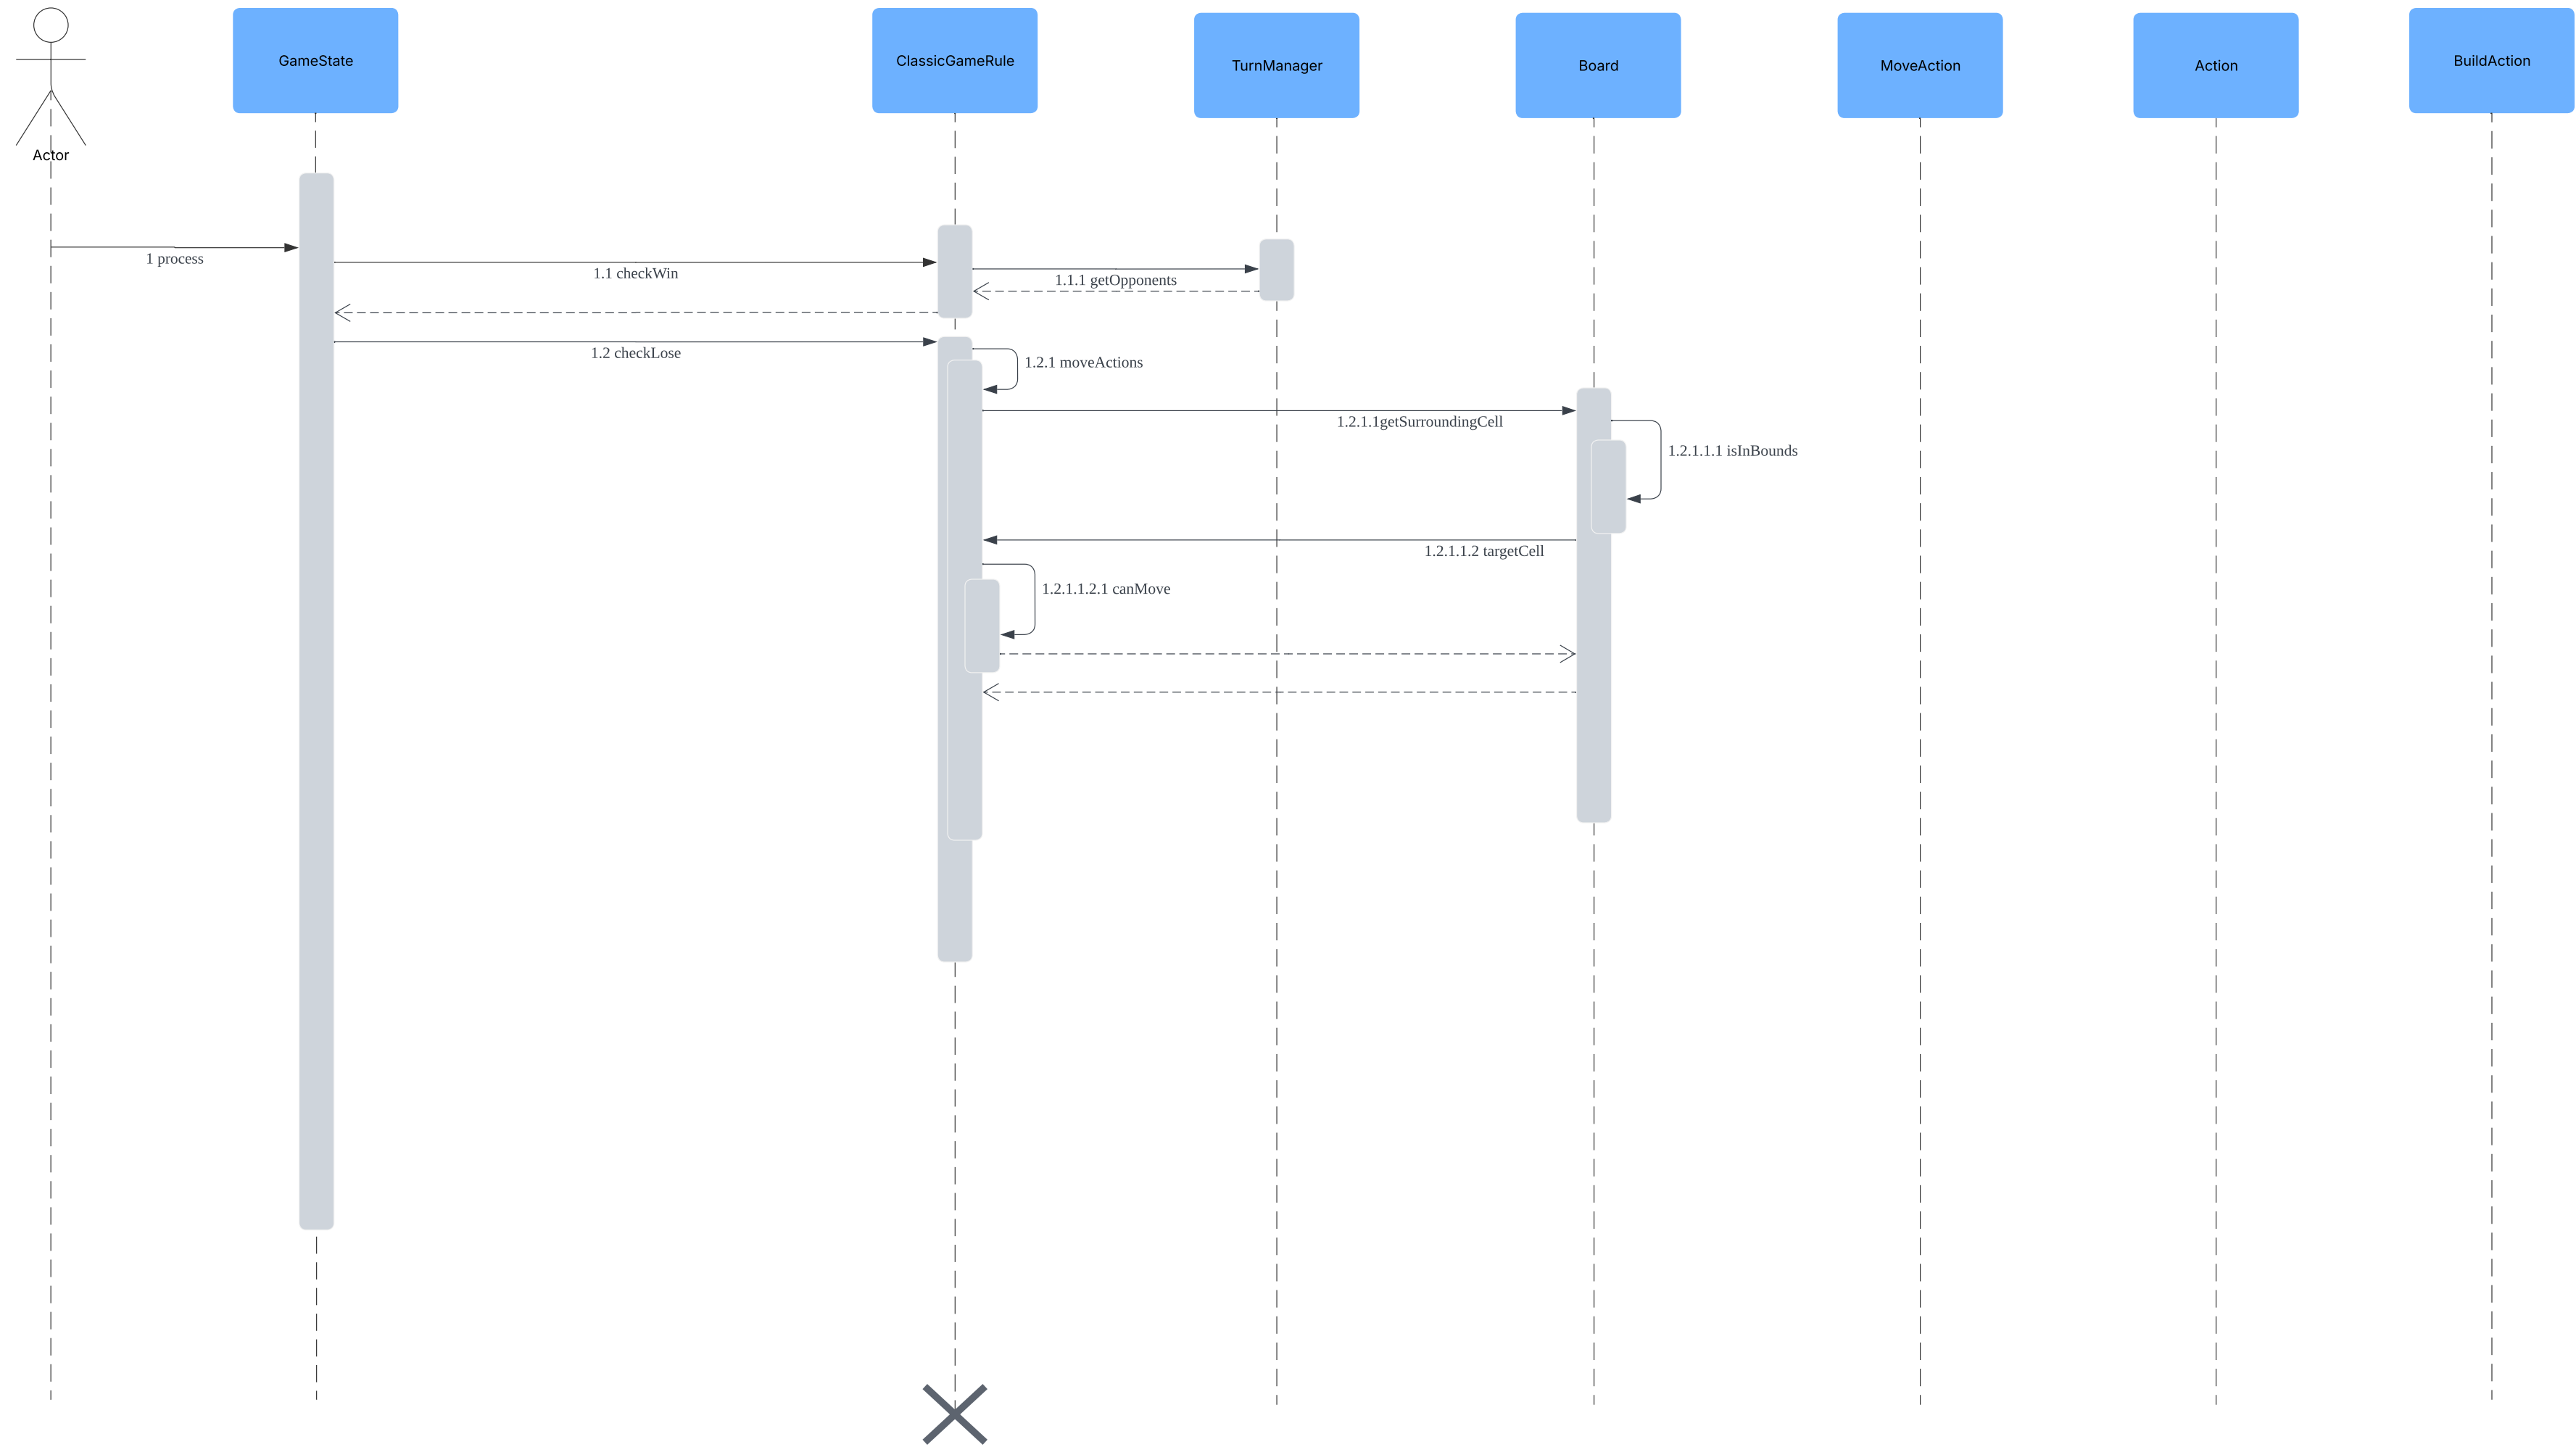 GameState
ClassicGameRule
TurnManager
Board
MoveAction
Action
BuildAction
Actor
1 process
1.1 checkWin
1.1.1 getOpponents
1.2 checkLose
1.2.1 moveActions
1.2.1.1getSurroundingCell
1.2.1.1.1 isInBounds
1.2.1.1.2 targetCell
1.2.1.1.2.1 canMove